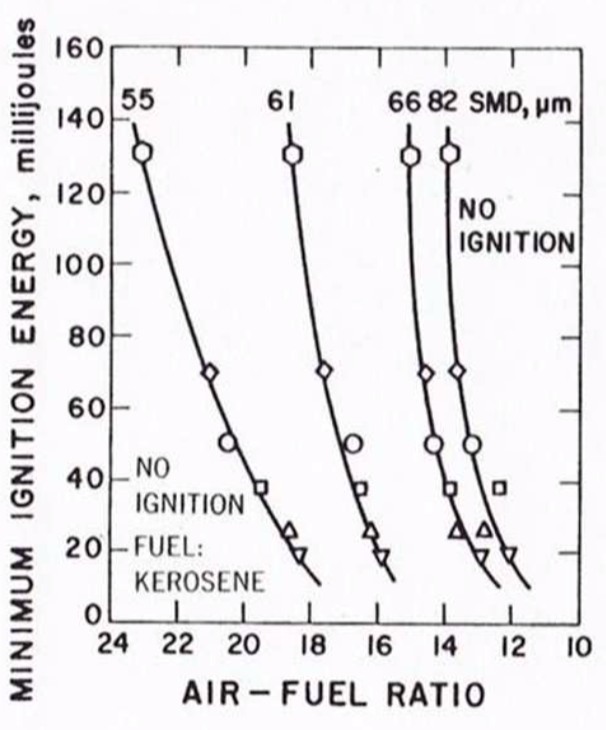 MINIMUM IGNITION ENERGY, millijoules
160
140
120
100
80
60
40
20
0
55
61
66 82 SMD, μm
NO
IGNITION
NO
IGNITION
FUEL:
KEROSENE
24 22 20 18 16 14 12 10
AIR–FUEL RATIO